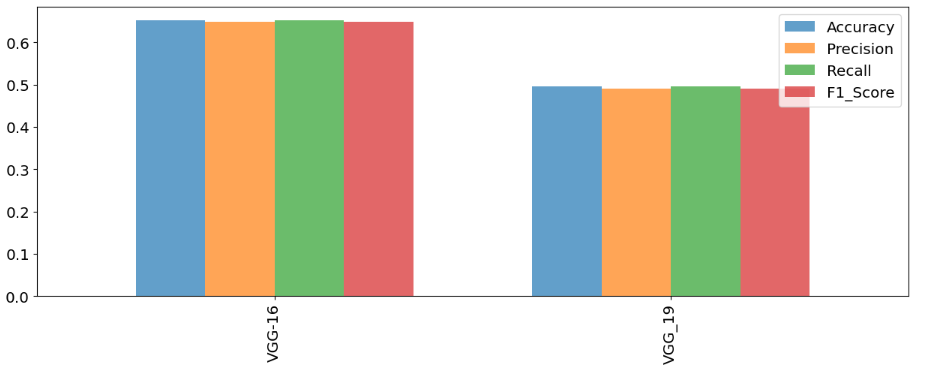 0.6
0.5
0.4
0.3
0.2
0.1
0.0
Accuracy
Precision
Recall
F1_Score
VGG-16
VGG_19